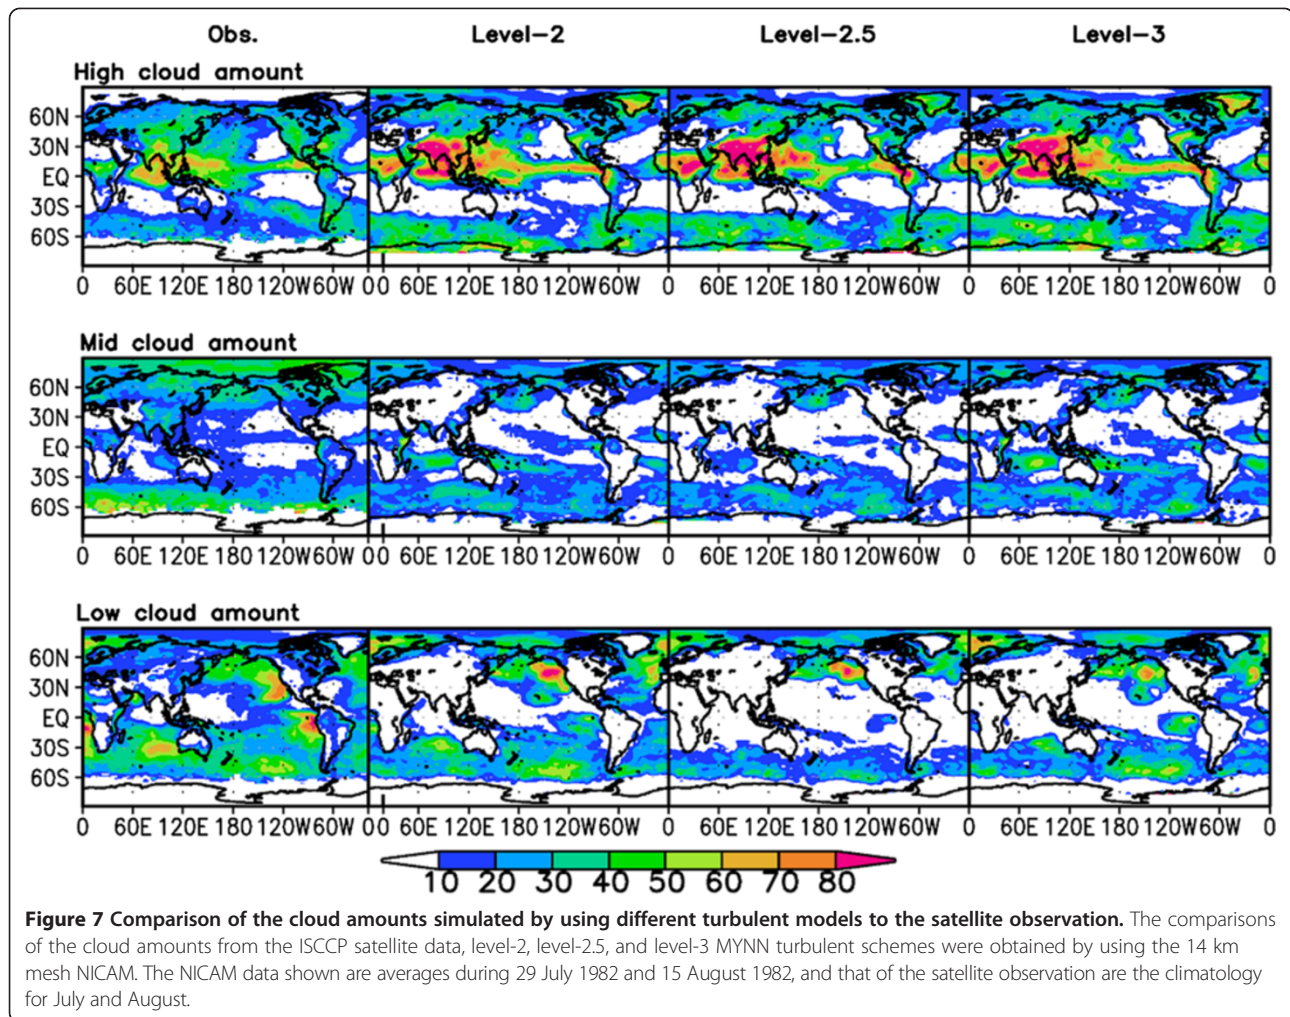 Obs. Level-2 Level-2.5 Level-3
High cloud amount
60N
30N
EQ
30S
60S
0 60E 120E 180 120W 60W 0 0 60E 120E 180 120W 60W 0 60E 120E 180 120W 60W 0 60E 120E 180 120W 60W 0
Mid cloud amount
60N
30N
EQ
30S
60S
0 60E 120E 180 120W 60W 0 0 60E 120E 180 120W 60W 0 60E 120E 180 120W 60W 0 60E 120E 180 120W 60W 0
Low cloud amount
60N
30N
EQ
30S
60S
0 60E 120E 180 120W 60W 0 0 60E 120E 180 120W 60W 0 60E 120E 180 120W 60W 0 60E 120E 180 120W 60W 0
10 20 30 40 50 60 70 80
Figure 7 Comparison of the cloud amounts simulated by using different turbulent models to the satellite observation. The comparisons
of the cloud amounts from the ISCCP satellite data, level-2, level-2.5, and level-3 MYNN turbulent schemes were obtained by using the 14 km
mesh NICAM. The NICAM data shown are averages during 29 July 1982 and 15 August 1982, and that of the satellite observation are the climatology
for July and August.